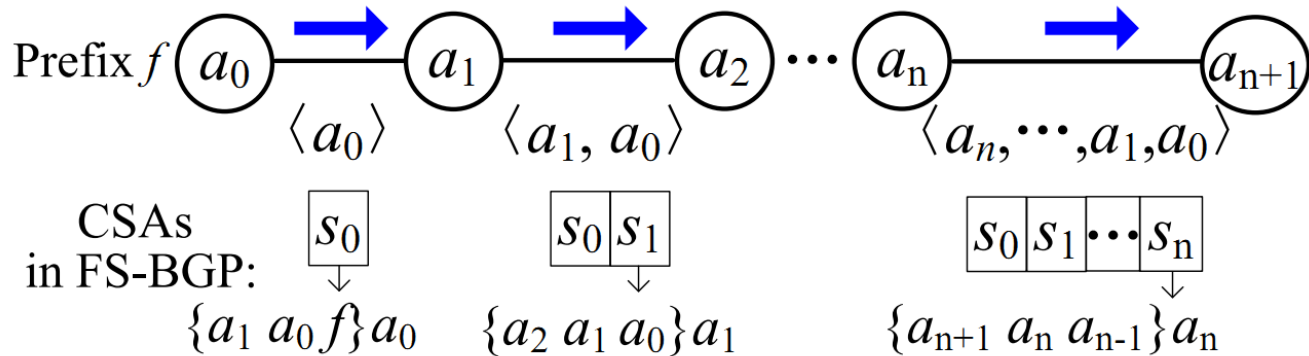 Prefix f a₀ a₁ a₂ ••• aₙ aₙ₊₁
⟨a₀⟩ ⟨a₁, a₀⟩ ⟨aₙ,···,a₁,a₀⟩
CSAs s₀ s₀ s₁ s₀ s₁ ••• sₙ
in FS-BGP:
{a₁ a₀ f}a₀ {a₂ a₁ a₀}a₁ {aₙ₊₁ aₙ aₙ₋₁}aₙ